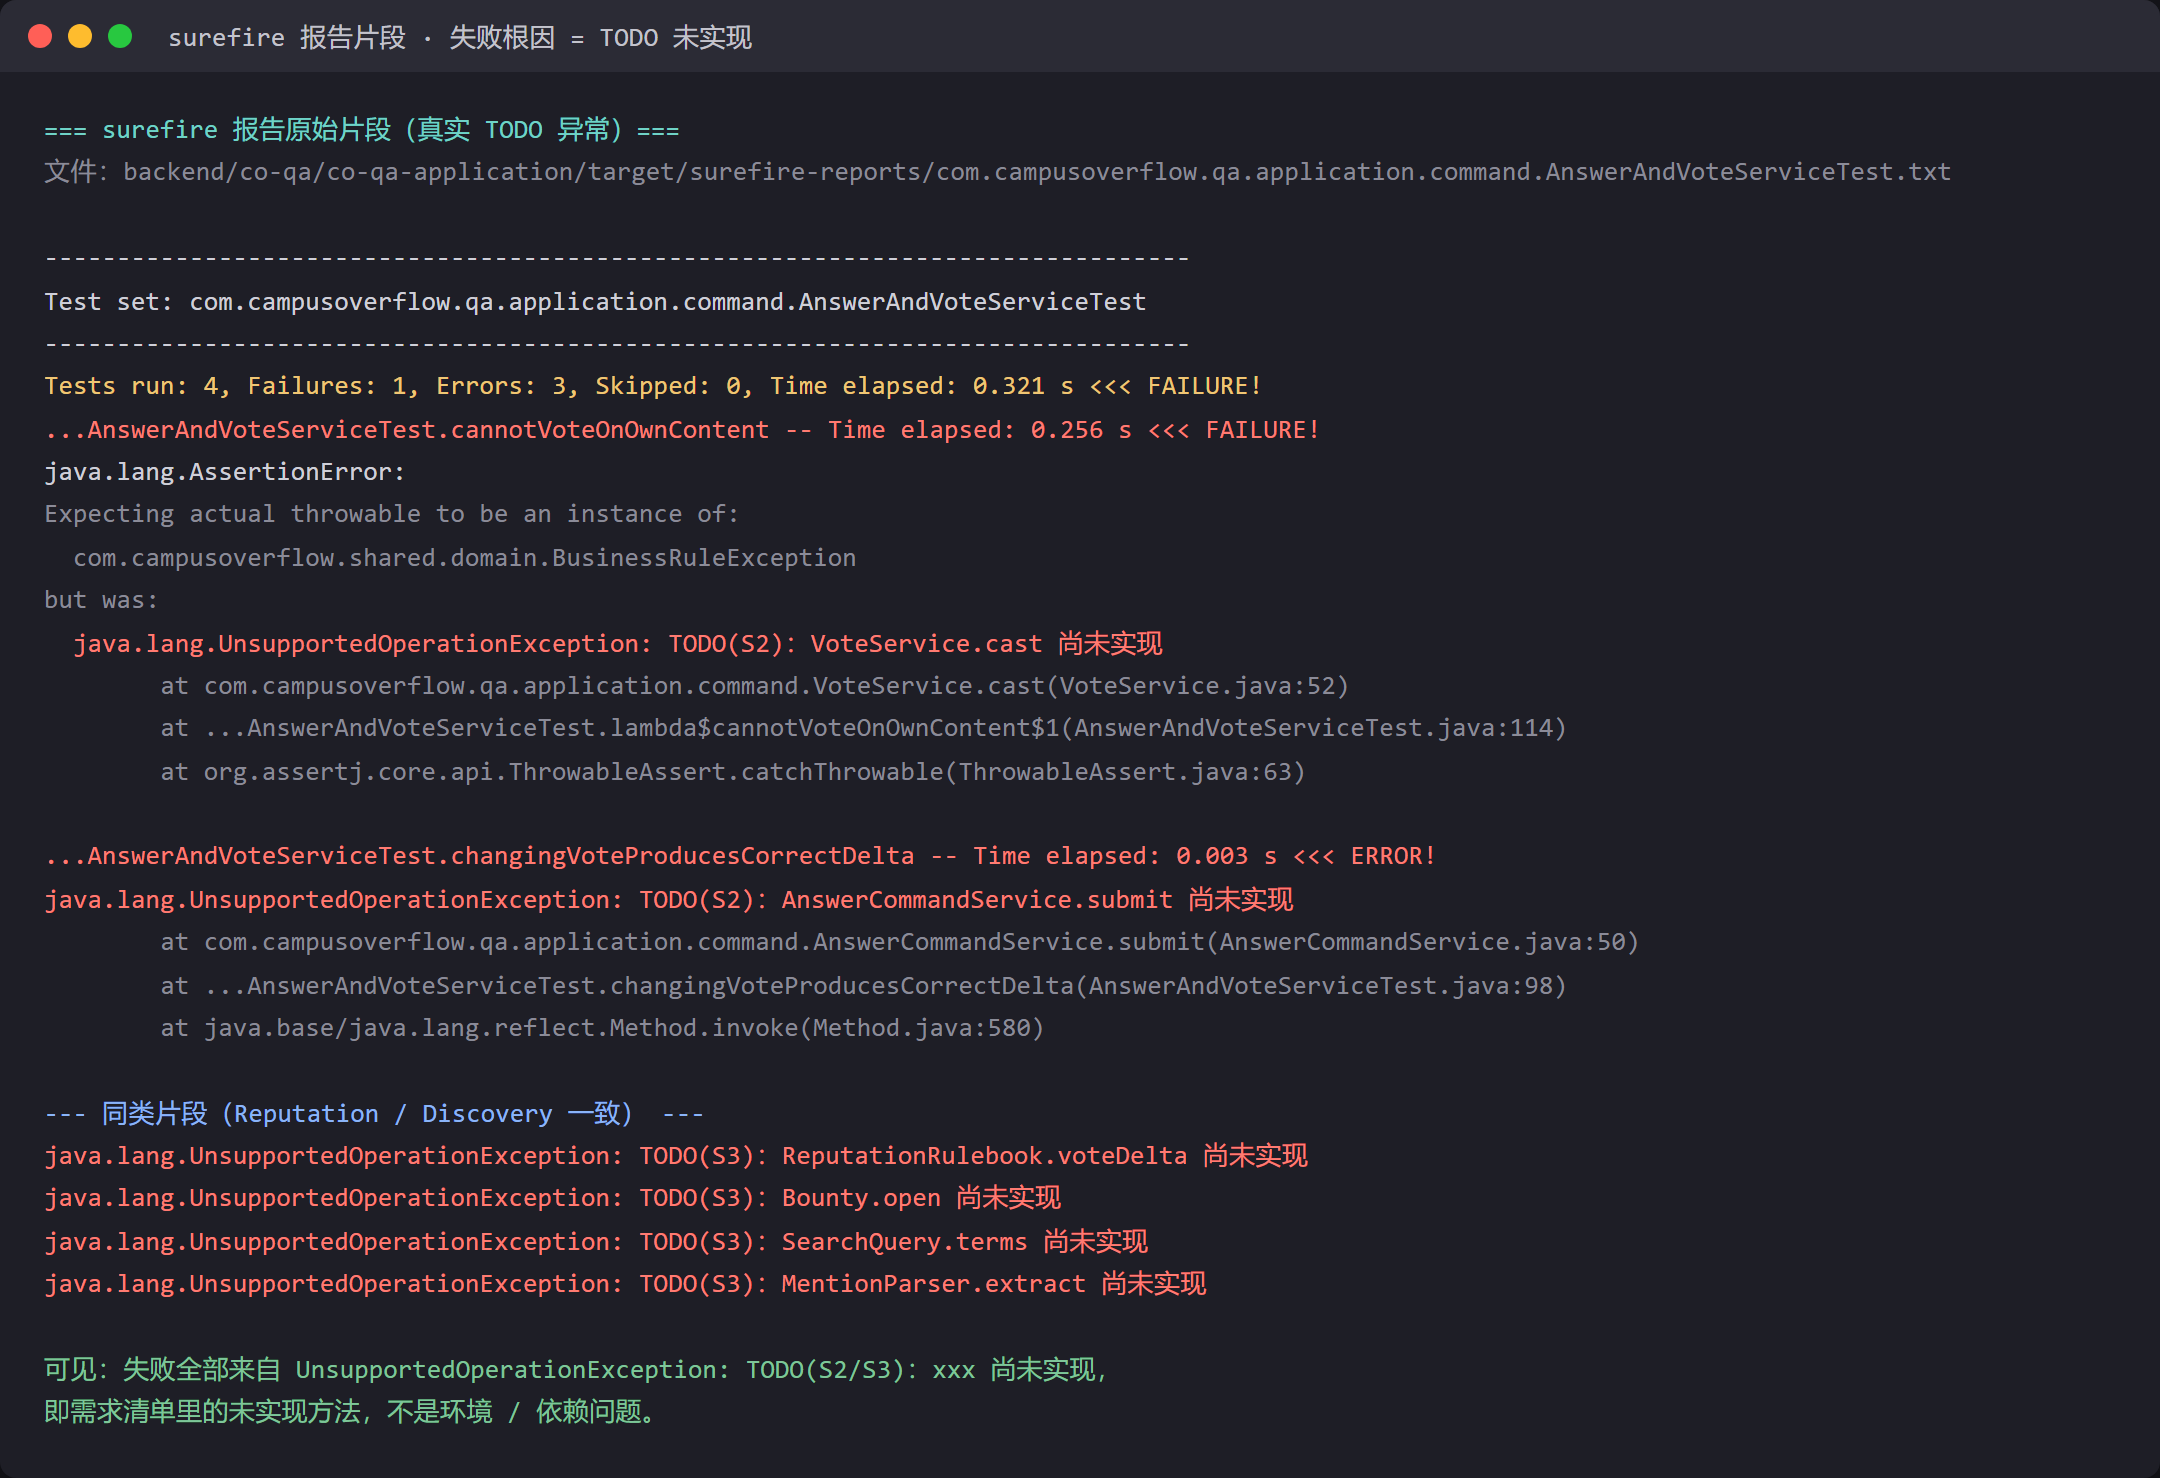 surefire 报告片段 · 失败根因 = TODO 未实现
=== surefire 报告原始片段（真实 TODO 异常）===
文件：backend/co-qa/co-qa-application/target/surefire-reports/com.campusoverflow.qa.application.command.AnswerAndVoteServiceTest.txt
-------------------------------------------------------------------------------
Test set: com.campusoverflow.qa.application.command.AnswerAndVoteServiceTest
-------------------------------------------------------------------------------
Tests run: 4, Failures: 1, Errors: 3, Skipped: 0, Time elapsed: 0.321 s <<< FAILURE!
...AnswerAndVoteServiceTest.cannotVoteOnOwnContent -- Time elapsed: 0.256 s <<< FAILURE!
java.lang.AssertionError:
Expecting actual throwable to be an instance of:
  com.campusoverflow.shared.domain.BusinessRuleException
but was:
  java.lang.UnsupportedOperationException: TODO(S2)：VoteService.cast 尚未实现
        at com.campusoverflow.qa.application.command.VoteService.cast(VoteService.java:52)
        at ...AnswerAndVoteServiceTest.lambda$cannotVoteOnOwnContent$1(AnswerAndVoteServiceTest.java:114)
        at org.assertj.core.api.ThrowableAssert.catchThrowable(ThrowableAssert.java:63)
...AnswerAndVoteServiceTest.changingVoteProducesCorrectDelta -- Time elapsed: 0.003 s <<< ERROR!
java.lang.UnsupportedOperationException: TODO(S2)：AnswerCommandService.submit 尚未实现
        at com.campusoverflow.qa.application.command.AnswerCommandService.submit(AnswerCommandService.java:50)
        at ...AnswerAndVoteServiceTest.changingVoteProducesCorrectDelta(AnswerAndVoteServiceTest.java:98)
        at java.base/java.lang.reflect.Method.invoke(Method.java:580)
--- 同类片段（Reputation / Discovery 一致） ---
java.lang.UnsupportedOperationException: TODO(S3)：ReputationRulebook.voteDelta 尚未实现
java.lang.UnsupportedOperationException: TODO(S3)：Bounty.open 尚未实现
java.lang.UnsupportedOperationException: TODO(S3)：SearchQuery.terms 尚未实现
java.lang.UnsupportedOperationException: TODO(S3)：MentionParser.extract 尚未实现
可见：失败全部来自 UnsupportedOperationException: TODO(S2/S3)：xxx 尚未实现，
即需求清单里的未实现方法，不是环境 / 依赖问题。